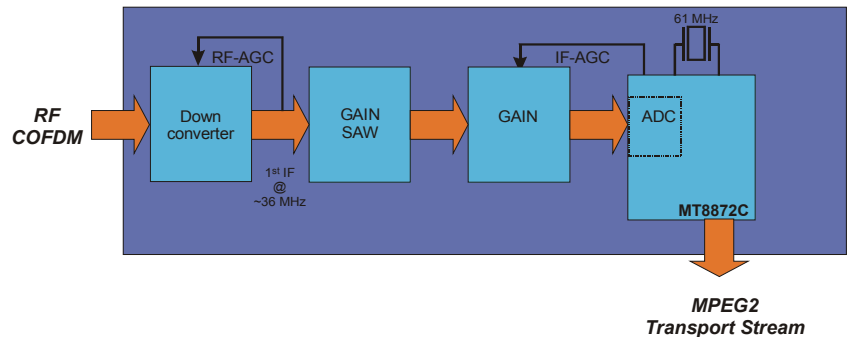 61 MHz
RF-AGC
IF-AGC
RF
COFDM
Down
converter
GAIN
SAW
GAIN
ADC
1st IF
@
~36 MHz
MT8872C
MPEG2
Transport Stream